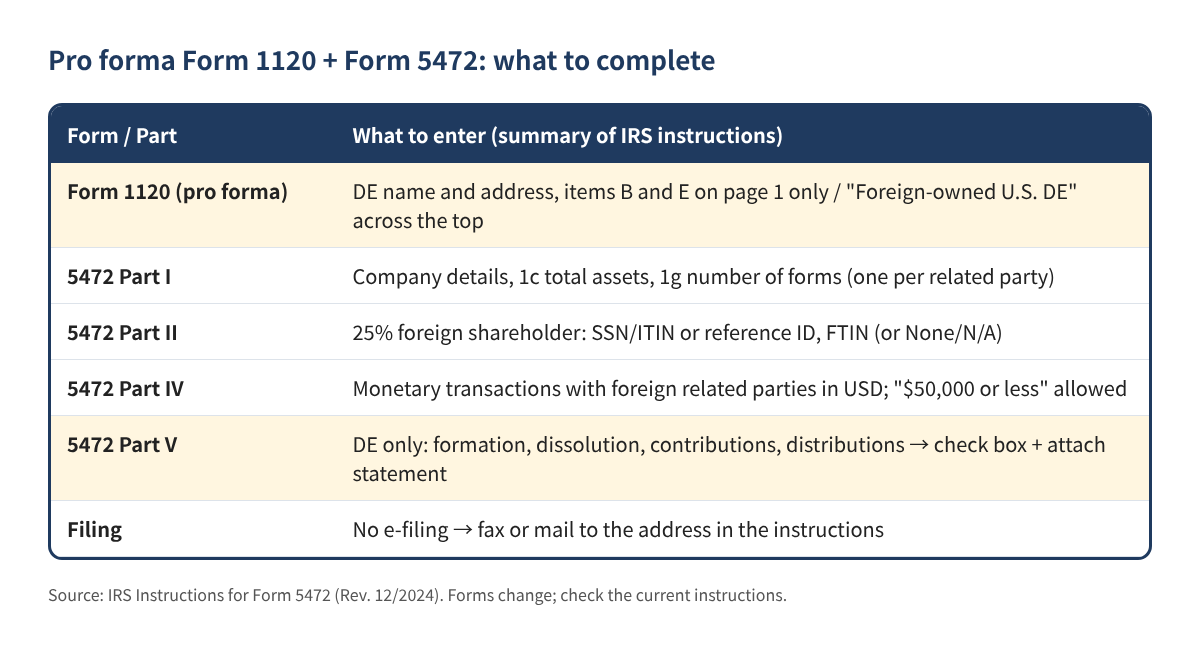 Pro forma Form 1120 + Form 5472: what to complete
Form / Part
What to enter (summary of IRS instructions)
Form 1120 (pro forma)
DE name and address, items B and E on page 1 only / "Foreign-owned U.S. DE"
across the top
5472 Part I
Company details, 1c total assets, 1g number of forms (one per related party)
5472 Part II
25% foreign shareholder: SSN/ITIN or reference ID, FTIN (or None/N/A)
5472 Part IV
Monetary transactions with foreign related parties in USD; "$50,000 or less" allowed
5472 Part V
DE only: formation, dissolution, contributions, distributions → check box + attach
statement
Filing
No e-filing → fax or mail to the address in the instructions
Source: IRS Instructions for Form 5472 (Rev. 12/2024). Forms change; check the current instructions.